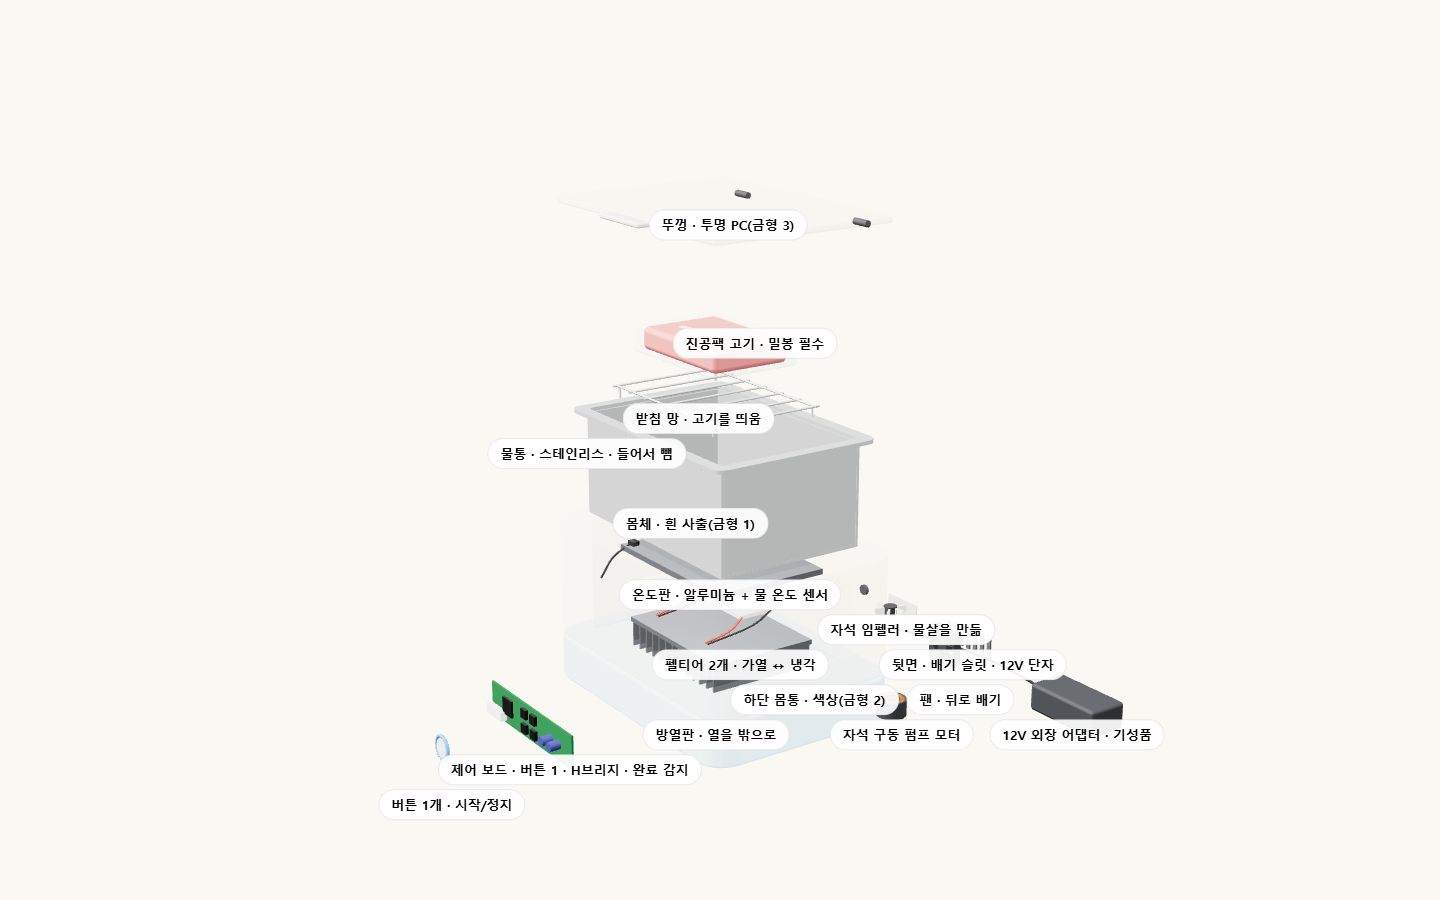 뚜껑 · 투명 PC(금형 3)
진공팩 고기 · 밀봉 필수
받침 망 · 고기를 띄움
물통 · 스테인리스 · 들어서 뺌
몸체 · 흰 사출(금형 1)
온도판 · 알루미늄 + 물 온도 센서
자석 임펠러 · 물살을 만듦
펠티어 2개 · 가열 ↔ 냉각
뒷면 · 배기 슬릿 · 12V 단자
하단 몸통 · 색상(금형 2)
팬 · 뒤로 배기
방열판 · 열을 밖으로
자석 구동 펌프 모터
12V 외장 어댑터 · 기성품
제어 보드 · 버튼 1 · H브리지 · 완료 감지
버튼 1개 · 시작/정지